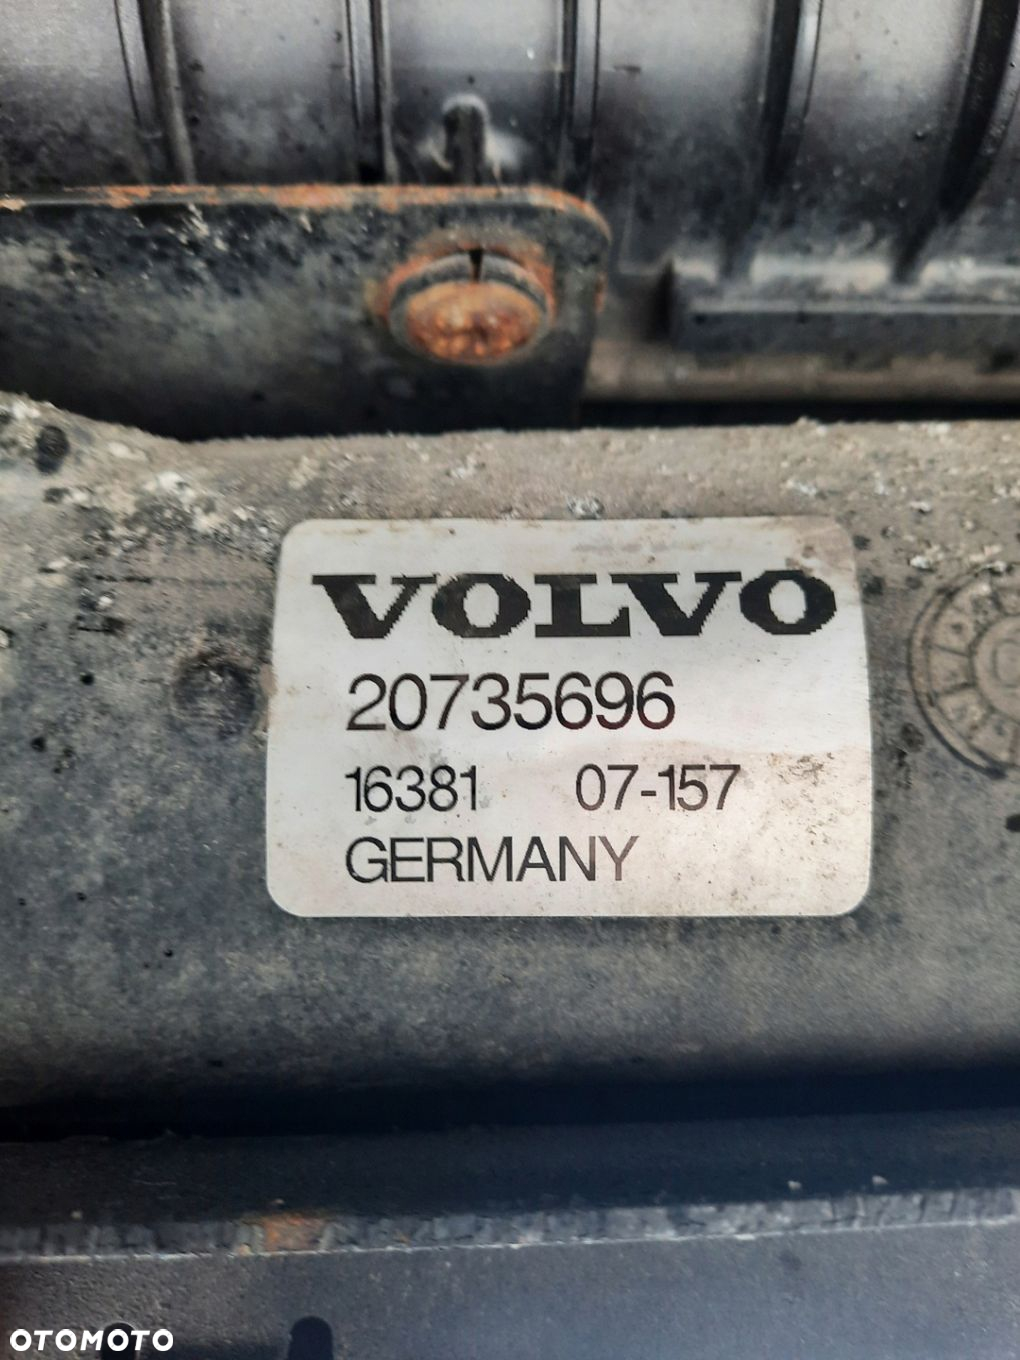 VOLVO
20735696
16381 07-157
GERMANY
OTOMOTO